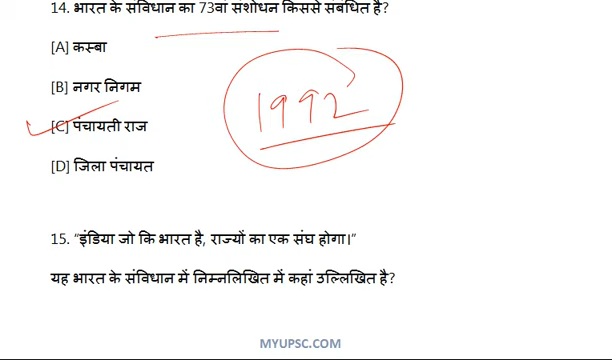 14. भारत के संविधान का 73वां संशोधन किससे संबंधित है?
[A] कस्बा
[B] नगर निगम
[C] पंचायती राज
1992
[D] जिला पंचायत
15. “इंडिया जो कि भारत है, राज्यों का एक संघ होगा।”
यह भारत के संविधान में निम्नलिखित में कहां उल्लिखित है?
MYUPSC.COM